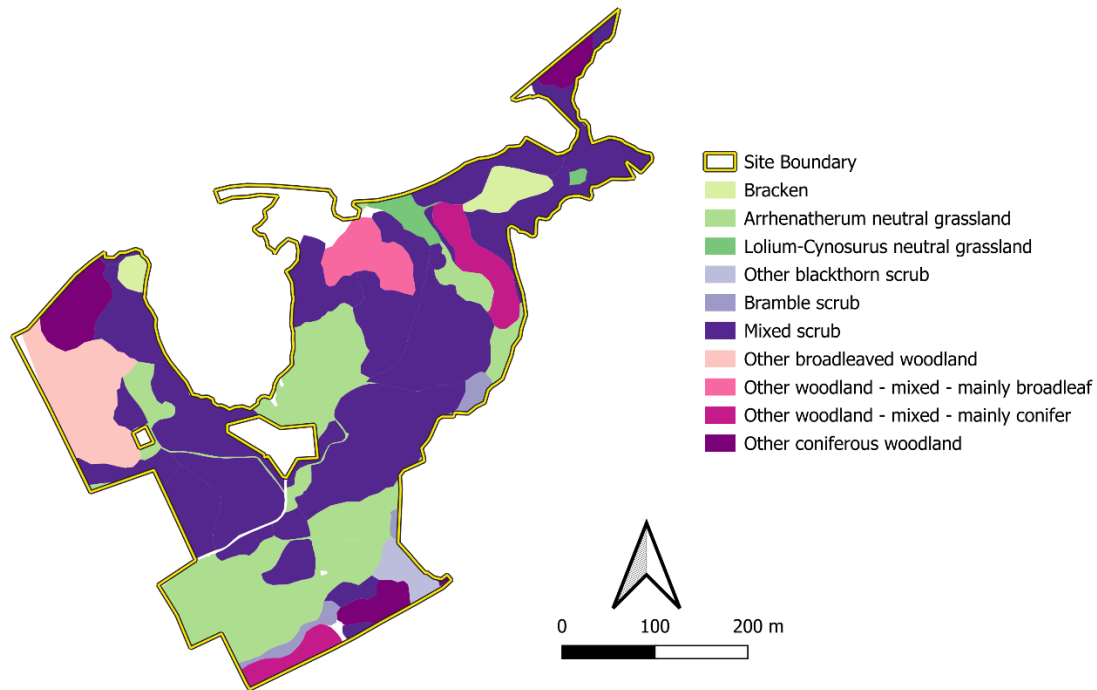 Site Boundary
Bracken
Arrhenatherum neutral grassland
Lolium-Cynosurus neutral grassland
Other blackthorn scrub
Bramble scrub
Mixed scrub
Other broadleaved woodland
Other woodland - mixed - mainly broadleaf
Other woodland - mixed - mainly conifer
Other coniferous woodland
0 100 200 m